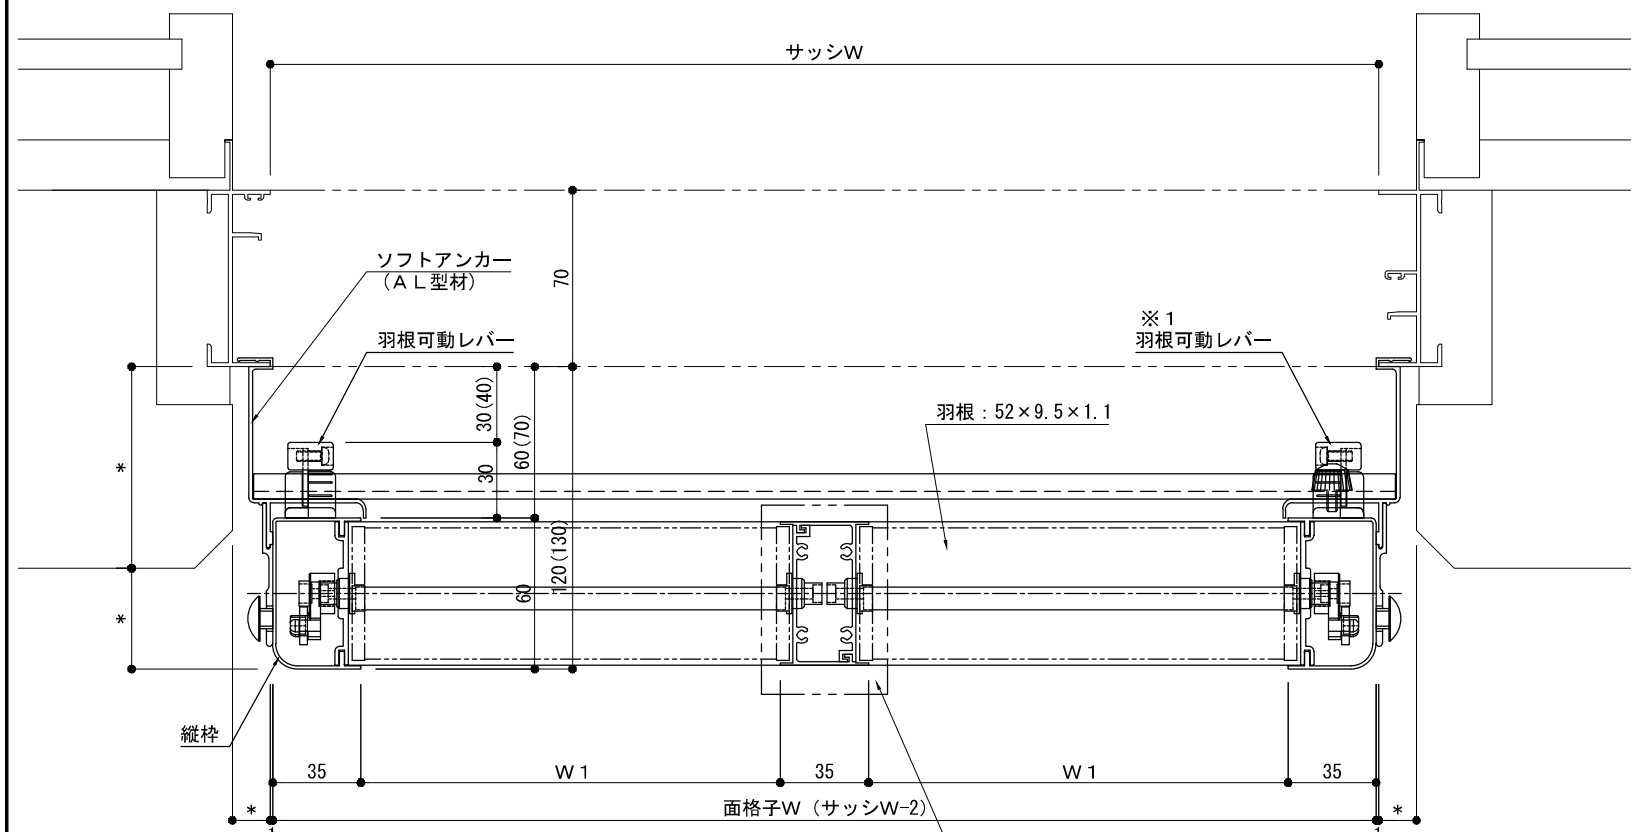 サッシW
ソフトアンカー
(AL型材)
70
羽根可動レバー
※1
羽根可動レバー
30(40)
60(70)
羽根：52×9.5×1.1
*
30
120(130)
60
*
縦枠
35
W1
35
W1
35
*
面格子W（サッシW-2）
*
1
1